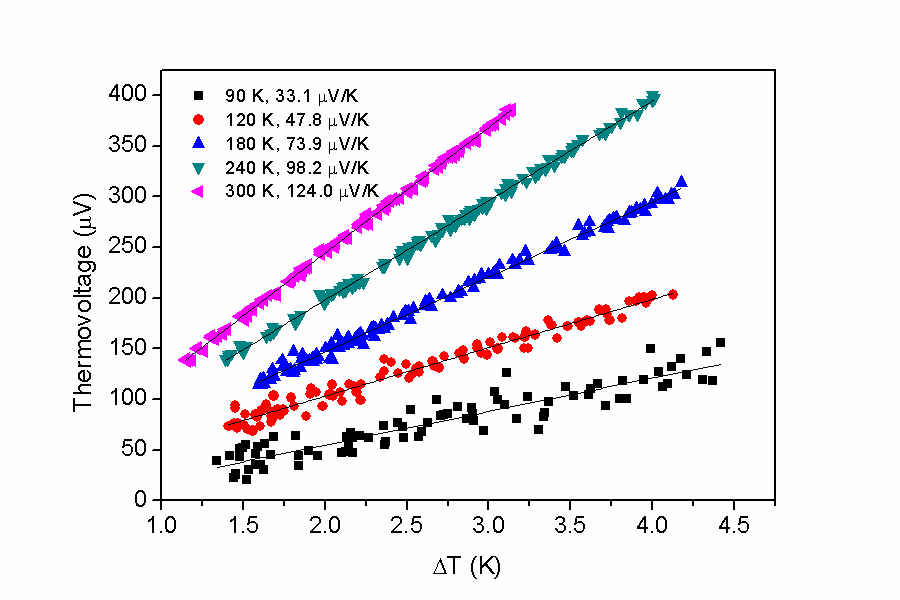 400
350
300
250
200
150
100
50
0
Thermovoltage (μV)
90 K, 33.1 μV/K
120 K, 47.8 μV/K
180 K, 73.9 μV/K
240 K, 98.2 μV/K
300 K, 124.0 μV/K
1.0 1.5 2.0 2.5 3.0 3.5 4.0 4.5
ΔT (K)